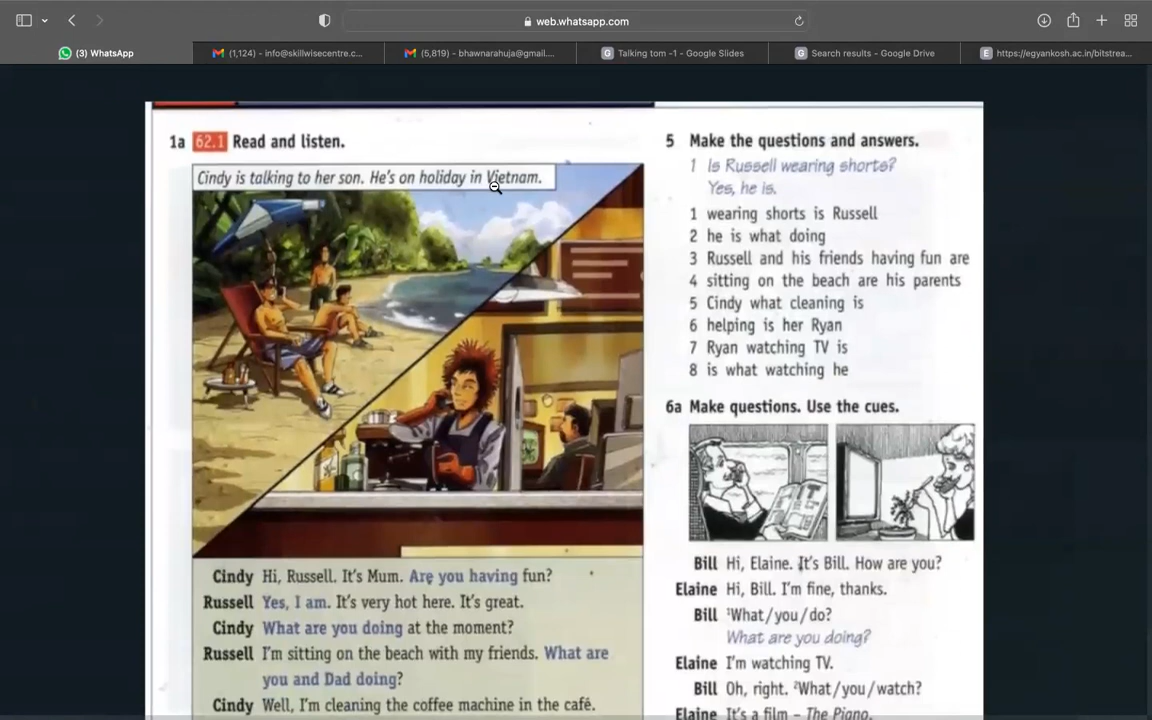 web.whatsapp.com
(3) WhatsApp
(1,124) - info@skillwisecentre.c...
(5,819) - bhawnarahuja@gmail....
Talking tom -1 - Google Slides
Search results - Google Drive
https://egyankosh.ac.in/bitstrea...
1a 62.1 Read and listen.
Cindy is talking to her son. He's on holiday in Vietnam.
Cindy Hi, Russell. It's Mum. Are you having fun?
Russell Yes, I am. It's very hot here. It's great.
Cindy What are you doing at the moment?
Russell I'm sitting on the beach with my friends. What are
you and Dad doing?
Cindy Well, I'm cleaning the coffee machine in the café.
5 Make the questions and answers.
1 Is Russell wearing shorts?
Yes, he is.
1 wearing shorts is Russell
2 he is what doing
3 Russell and his friends having fun are
4 sitting on the beach are his parents
5 Cindy what cleaning is
6 helping is her Ryan
7 Ryan watching TV is
8 is what watching he
6a Make questions. Use the cues.
Bill Hi, Elaine. It's Bill. How are you?
Elaine Hi, Bill. I'm fine, thanks.
Bill ¹What/you/do?
What are you doing?
Elaine I'm watching TV.
Bill Oh, right. ²What/you/watch?
Elaine It's a film – The Piano.